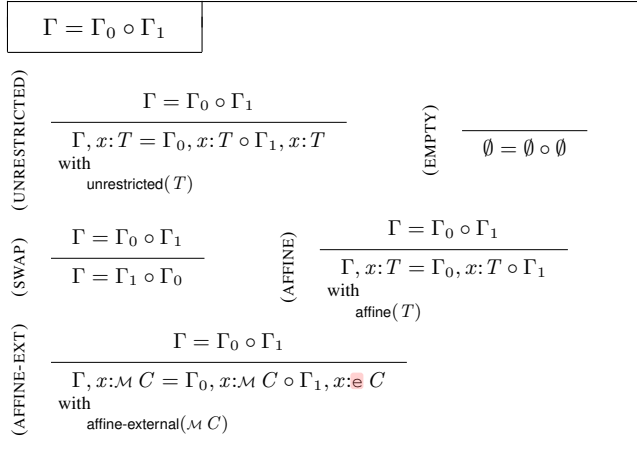 Γ = Γ₀ ∘ Γ₁
(UNRESTRICTED)
Γ = Γ₀ ∘ Γ₁
Γ, x: T = Γ₀, x: T ∘ Γ₁, x: T
with
unrestricted( T )
(EMPTY)
∅ = ∅ ∘ ∅
(SWAP)
Γ = Γ₀ ∘ Γ₁
Γ = Γ₁ ∘ Γ₀
(AFFINE)
Γ = Γ₀ ∘ Γ₁
Γ, x: T = Γ₀, x: T ∘ Γ₁
with
affine( T )
(AFFINE-EXT)
Γ = Γ₀ ∘ Γ₁
Γ, x:ℳ C = Γ₀, x:ℳ C ∘ Γ₁, x:e C
with
affine-external(ℳ C )